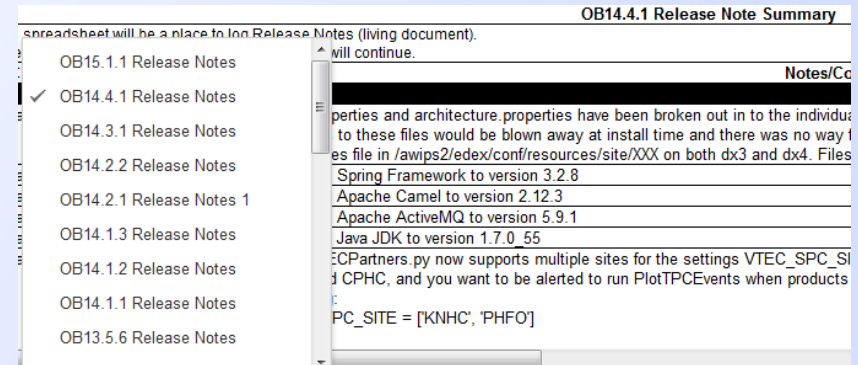 OB14.4.1 Release Note Summary
spreadsheet will be a place to log Release Notes (living document).
will continue.
Notes/Co
OB15.1.1 Release Notes
✓ OB14.4.1 Release Notes
OB14.3.1 Release Notes
OB14.2.2 Release Notes
OB14.2.1 Release Notes 1
OB14.1.3 Release Notes
OB14.1.2 Release Notes
OB14.1.1 Release Notes
OB13.5.6 Release Notes
perties and architecture.properties have been broken out in to the individua
to these files would be blown away at install time and there was no way
es file in /awips2/edex/conf/resources/site/XXX on both dx3 and dx4. Files
Spring Framework to version 3.2.8
Apache Camel to version 2.12.3
Apache ActiveMQ to version 5.9.1
Java JDK to version 1.7.0_55
ECPartners.py now supports multiple sites for the settings VTEC_SPC_SI
CPHC, and you want to be alerted to run PlotTPCEvents when products
PC_SITE = ['KNHC', 'PHFO']